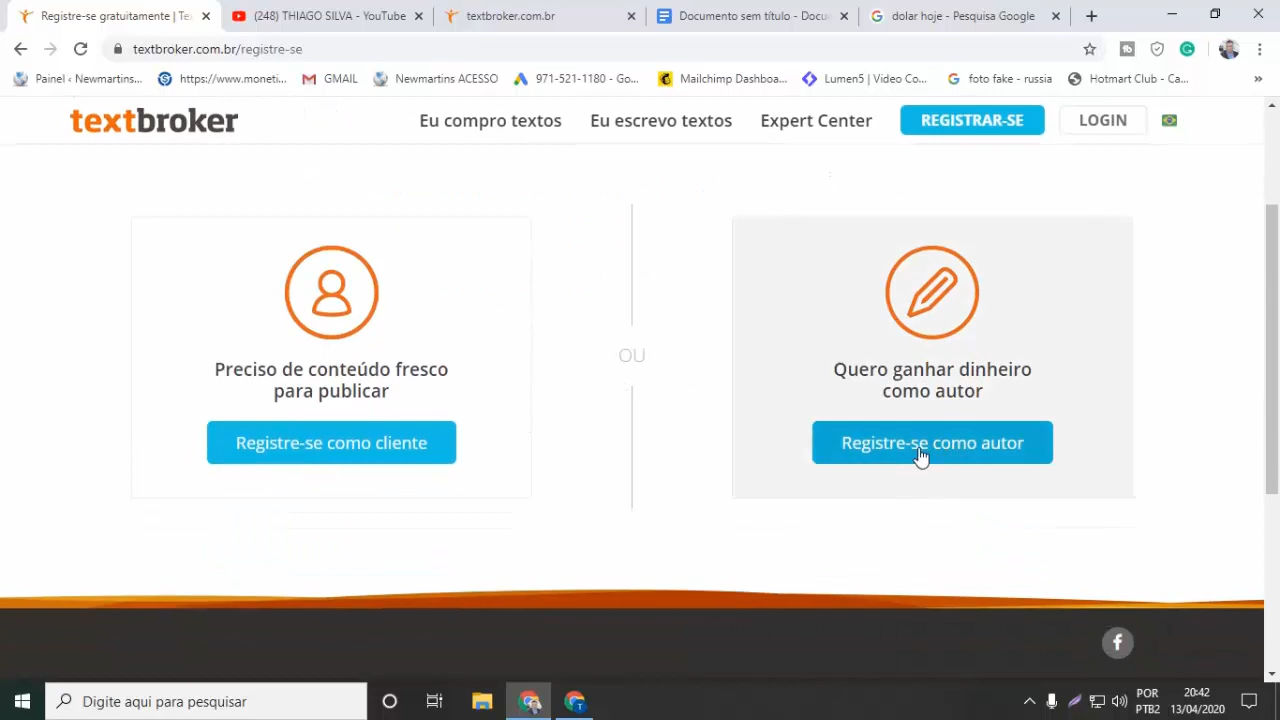 Registre-se gratuitamente | Te
(248) THIAGO SILVA - YouTube
textbroker.com.br
Documento sem título - Docu
dolar hoje - Pesquisa Google
textbroker.com.br/registre-se
Painel ‹ Newmartins...
https://www.moneti...
GMAIL
Newmartins ACESSO
971-521-1180 - Go...
Mailchimp Dashboa...
Lumen5 | Video Co...
foto fake - russia
Hotmart Club - Ca...
textbroker
Eu compro textos
Eu escrevo textos
Expert Center
REGISTRAR-SE
LOGIN
Preciso de conteúdo fresco
para publicar
Registre-se como cliente
OU
Quero ganhar dinheiro
como autor
Registre-se como autor
Digite aqui para pesquisar
POR
PTB2
20:42
13/04/2020